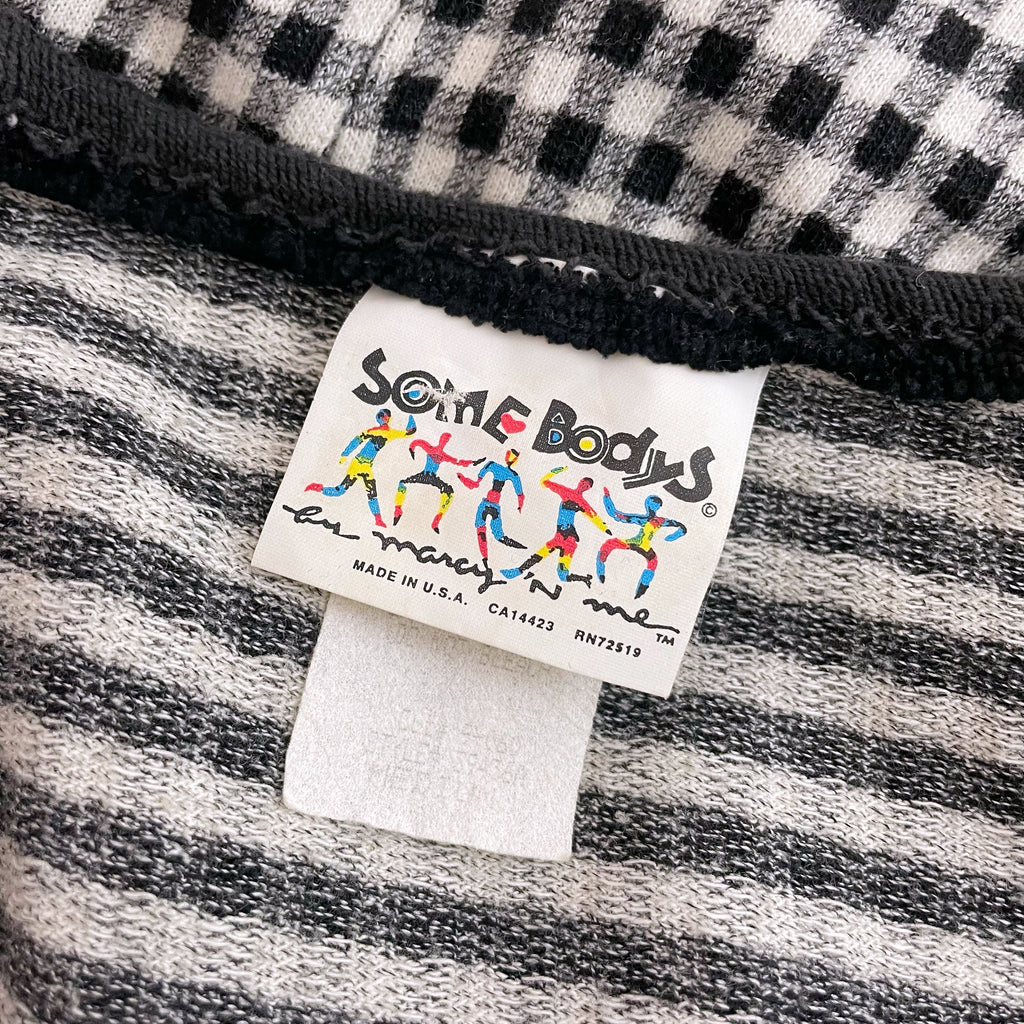 SOME BODYS ©
by marcy 'n me ™
MADE IN U.S.A. CA14423 RN72519